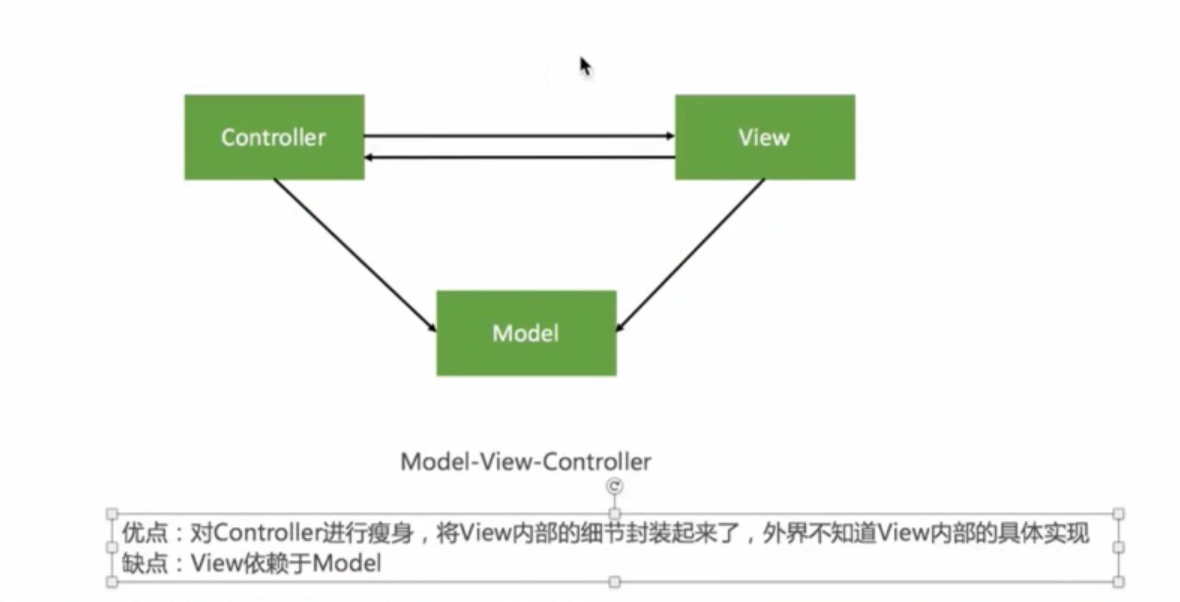 Controller
View
Model
Model-View-Controller
优点：对Controller进行瘦身，将View内部的细节封装起来了，外界不知道View内部的具体实现
缺点：View依赖于Model